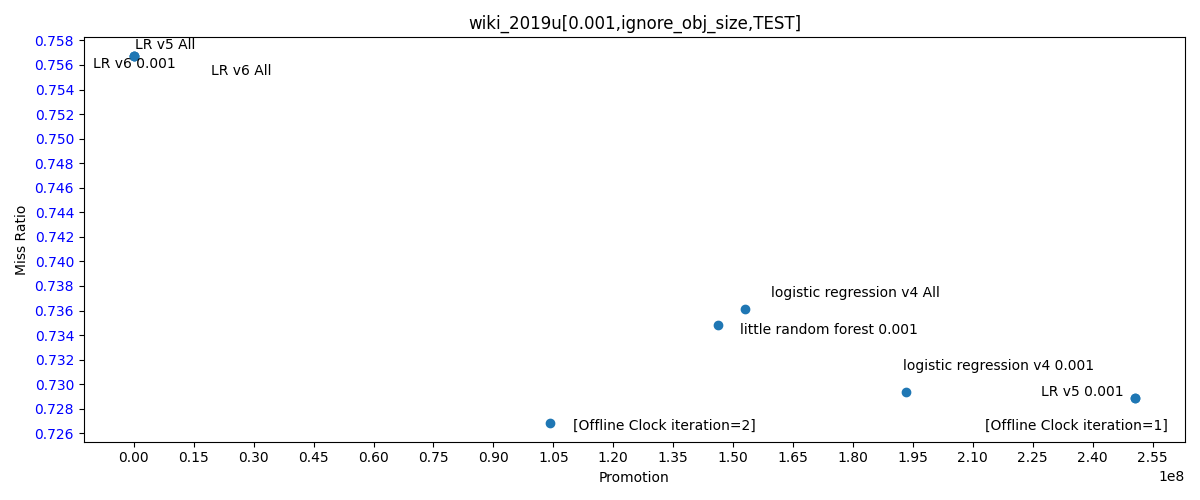 wiki_2019u[0.001,ignore_obj_size,TEST]
0.758
0.756
0.754
0.752
0.750
0.748
0.746
0.744
0.742
0.740
0.738
0.736
0.734
0.732
0.730
0.728
0.726
Miss Ratio
LR v5 All
LR v6 0.001
LR v6 All
logistic regression v4 All
little random forest 0.001
logistic regression v4 0.001
LR v5 0.001
[Offline Clock iteration=2]
[Offline Clock iteration=1]
0.00 0.15 0.30 0.45 0.60 0.75 0.90 1.05 1.20 1.35 1.50 1.65 1.80 1.95 2.10 2.25 2.40 2.55
1e8
Promotion